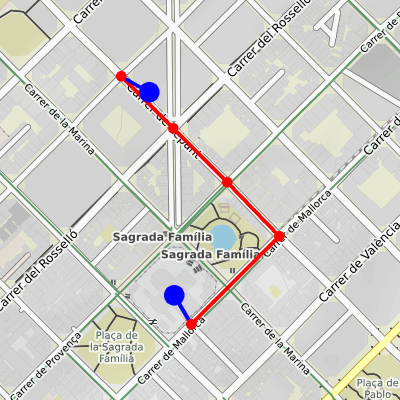 Carrer del Rosselló
Carrer de
Carrer de
Carrer de la Marina
Carrer de Lepant
Carrer de
Carrer de Mallorca
Sagrada Família
Sagrada Família
Carrer de València
Carrer del Rosselló
Plaça de
la Sagrada
Família
Carrer de Mallorca
Carrer de la Marina
Carrer de Provença
Plaça de
Pablo